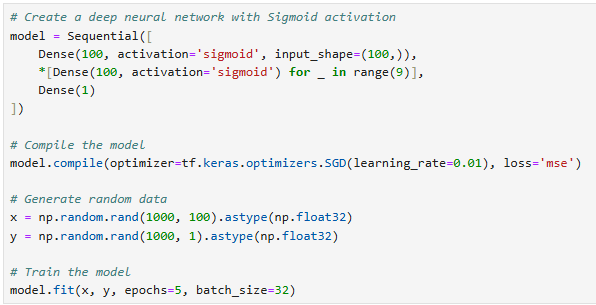 # Create a deep neural network with Sigmoid activation
model = Sequential([
    Dense(100, activation='sigmoid', input_shape=(100,)),
    *[Dense(100, activation='sigmoid') for _ in range(9)],
    Dense(1)
])

# Compile the model
model.compile(optimizer=tf.keras.optimizers.SGD(learning_rate=0.01), loss='mse')

# Generate random data
x = np.random.rand(1000, 100).astype(np.float32)
y = np.random.rand(1000, 1).astype(np.float32)

# Train the model
model.fit(x, y, epochs=5, batch_size=32)